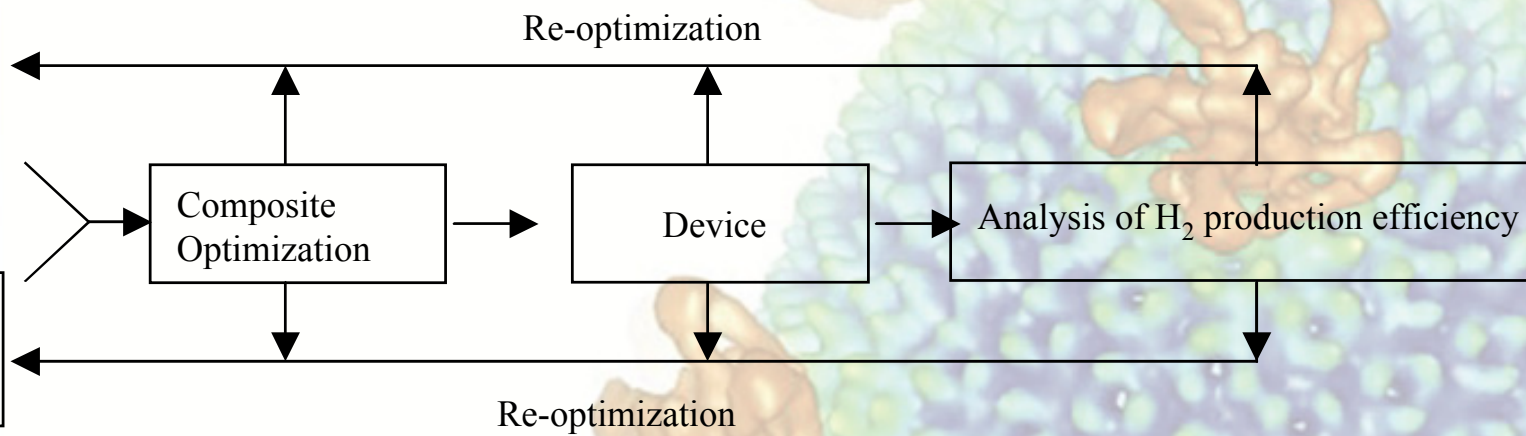 Re-optimization
Composite
Optimization
Device
Analysis of H₂ production efficiency
Re-optimization